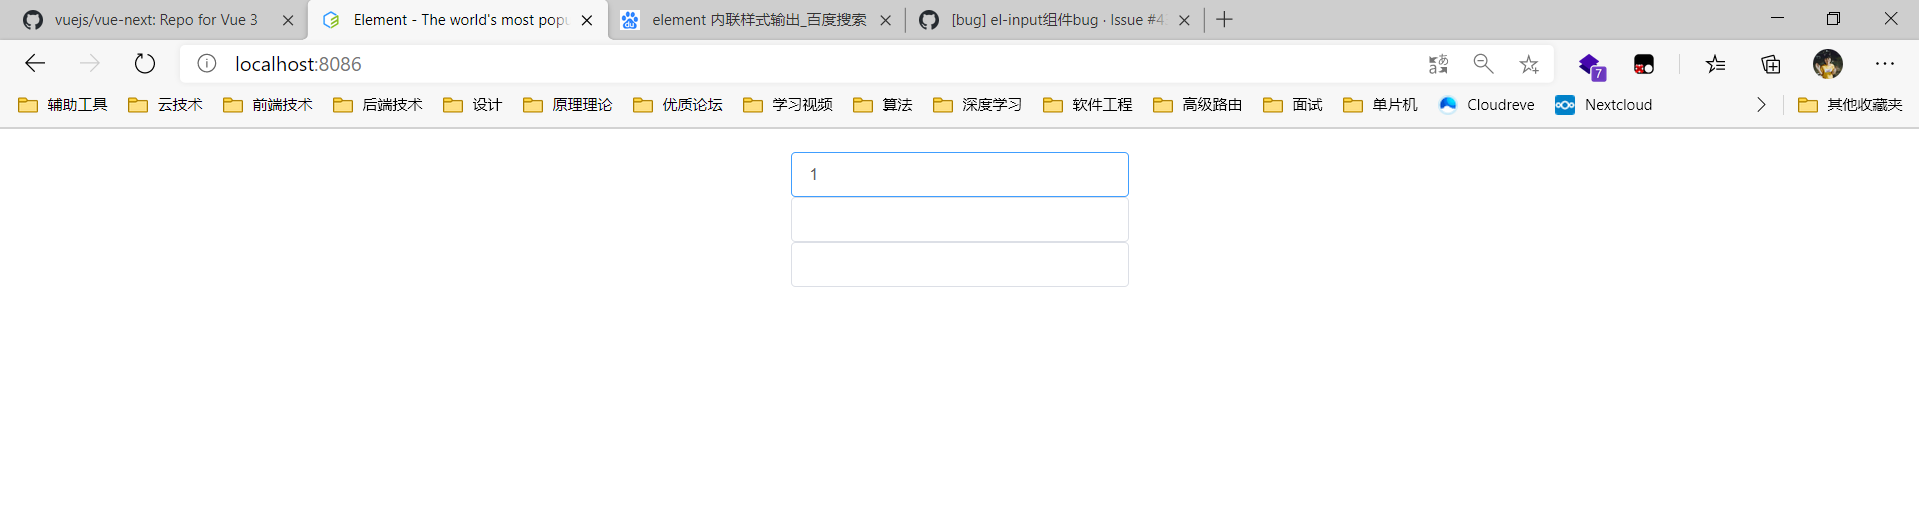 vuejs/vue-next: Repo for Vue 3
Element - The world's most popu
element 内联样式输出_百度搜索
[bug] el-input组件bug · Issue #4
localhost:8086
7
辅助工具 云技术 前端技术 后端技术 设计 原理理论 优质论坛 学习视频 算法 深度学习 软件工程 高级路由 面试 单片机 Cloudreve Nextcloud 其他收藏夹
1